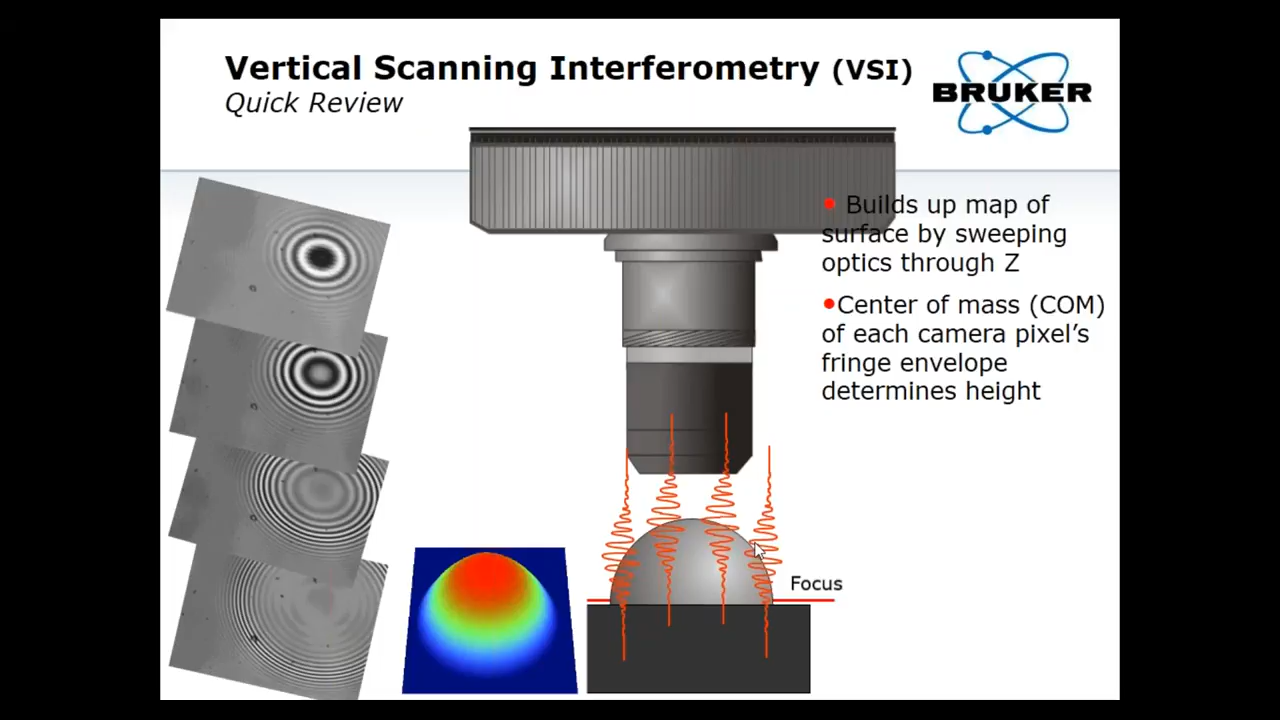 Vertical Scanning Interferometry (VSI)
Quick Review
BRUKER
• Builds up map of
surface by sweeping
optics through Z
•Center of mass (COM)
of each camera pixel’s
fringe envelope
determines height
Focus